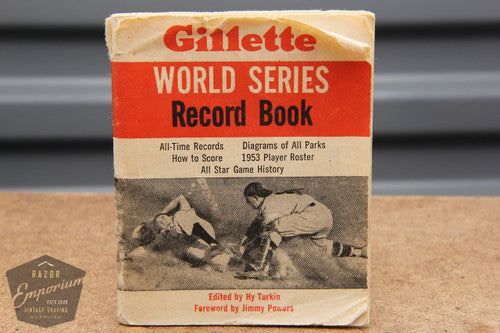 Gillette
WORLD SERIES
Record Book
All-Time Records Diagrams of All Parks
How to Score 1953 Player Roster
All Star Game History
Edited by Hy Turkin
Foreword by Jimmy Powers
RAZOR
Emporium
VINTAGE SHAVING
SUPPLIES